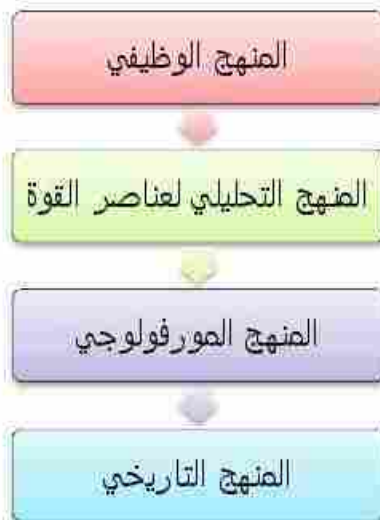 المنهج الوظيفي
المنهج التحليلي لعناصر القوة
المنهج المورفولوجي
المنهج التاريخي